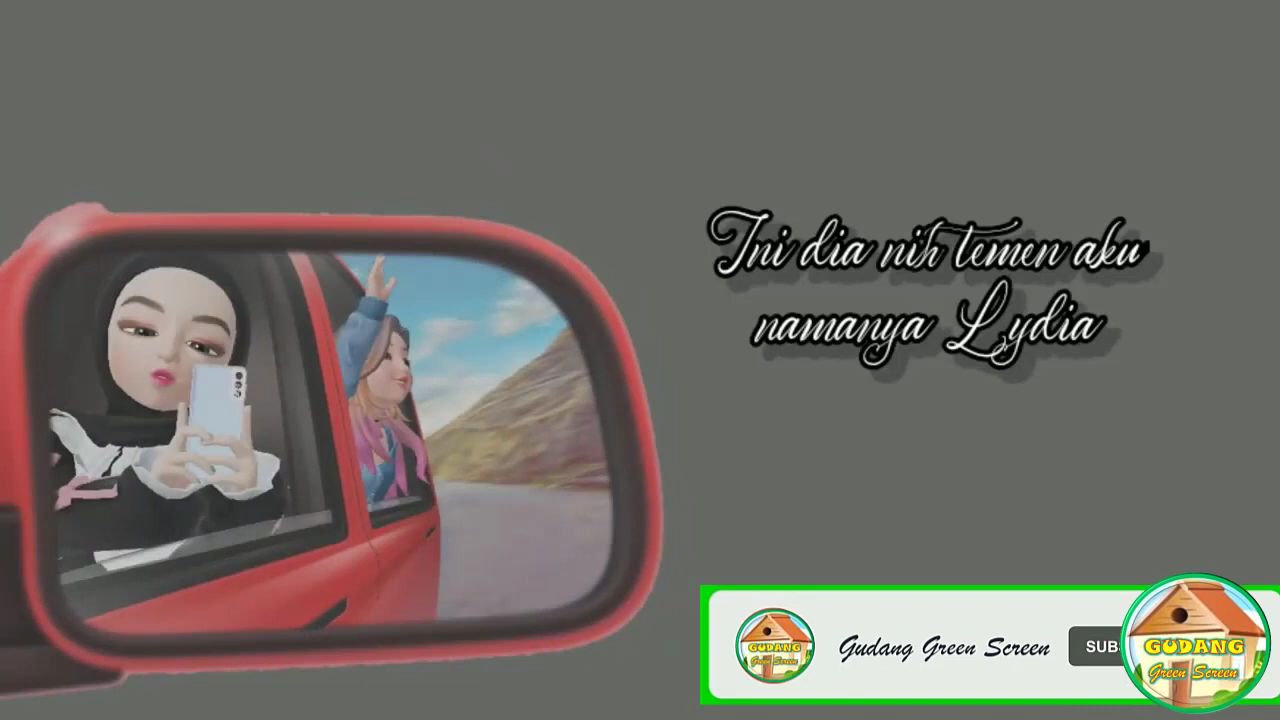 Ini dia nih temen aku
namanya Lydia
GUDANG
Green Screen
Gudang Green Screen
SUB
GUDANG
Green Screen